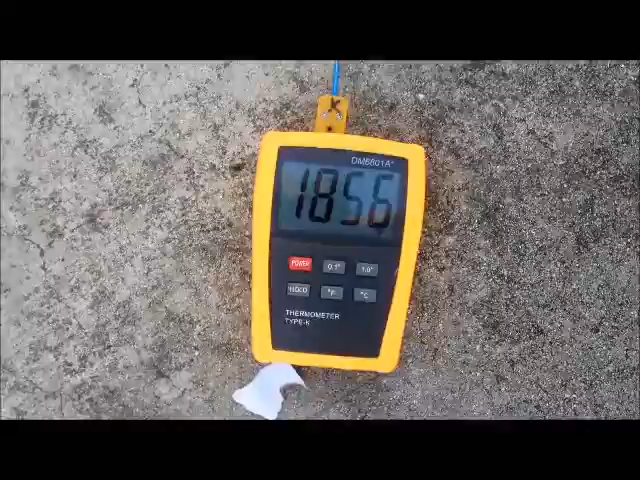 K
DM6801A+
1856
POWER 0.1° 1.0°
HOLD °F °C
THERMOMETER
TYPE-K